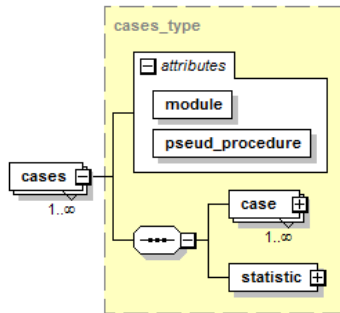 cases_type
attributes
module
pseud_procedure
cases
1..∞
case
1..∞
statistic